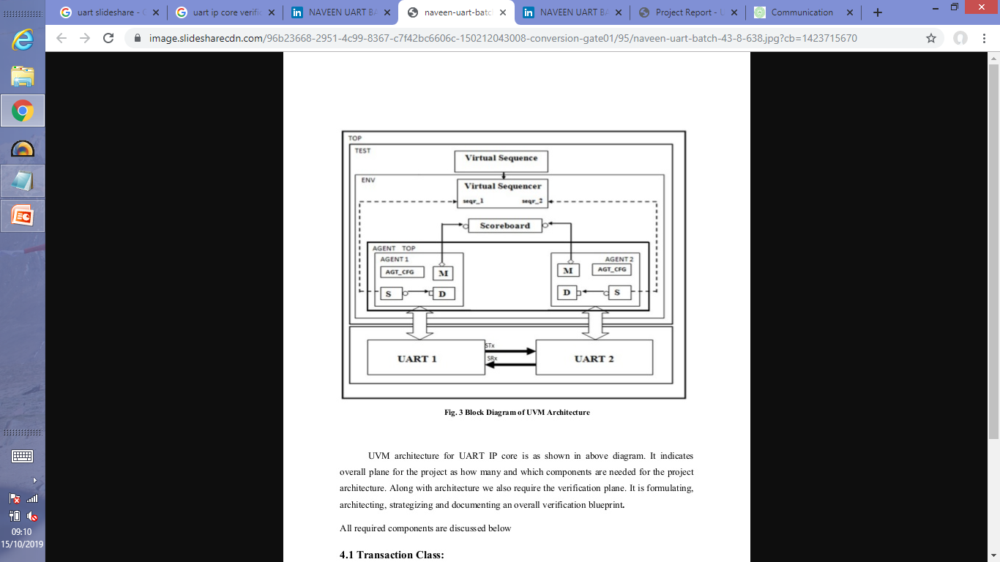 uart slideshare - G
uart ip core verific
NAVEEN UART BA
naveen-uart-batc
NAVEEN UART BA
Project Report - U
Communication
image.slidesharecdn.com/96b23668-2951-4c99-8367-c7f42bc6606c-150212043008-conversion-gate01/95/naveen-uart-batch-43-8-638.jpg?cb=1423715670
TOP
TEST
Virtual Sequence
ENV
Virtual Sequencer
seqr_1 seqr_2
Scoreboard
AGENT TOP
AGENT 1
AGT_CFG
M
S
D
AGENT 2
M
AGT_CFG
D
S
STx
SRx
UART 1
UART 2
Fig. 3 Block Diagram of UVM Architecture
UVM architecture for UART IP core is as shown in above diagram. It indicates
overall plane for the project as how many and which components are needed for the project
architecture. Along with architecture we also require the verification plane. It is formulating,
architecting, strategizing and documenting an overall verification blueprint.
All required components are discussed below
4.1 Transaction Class:
09:10
15/10/2019